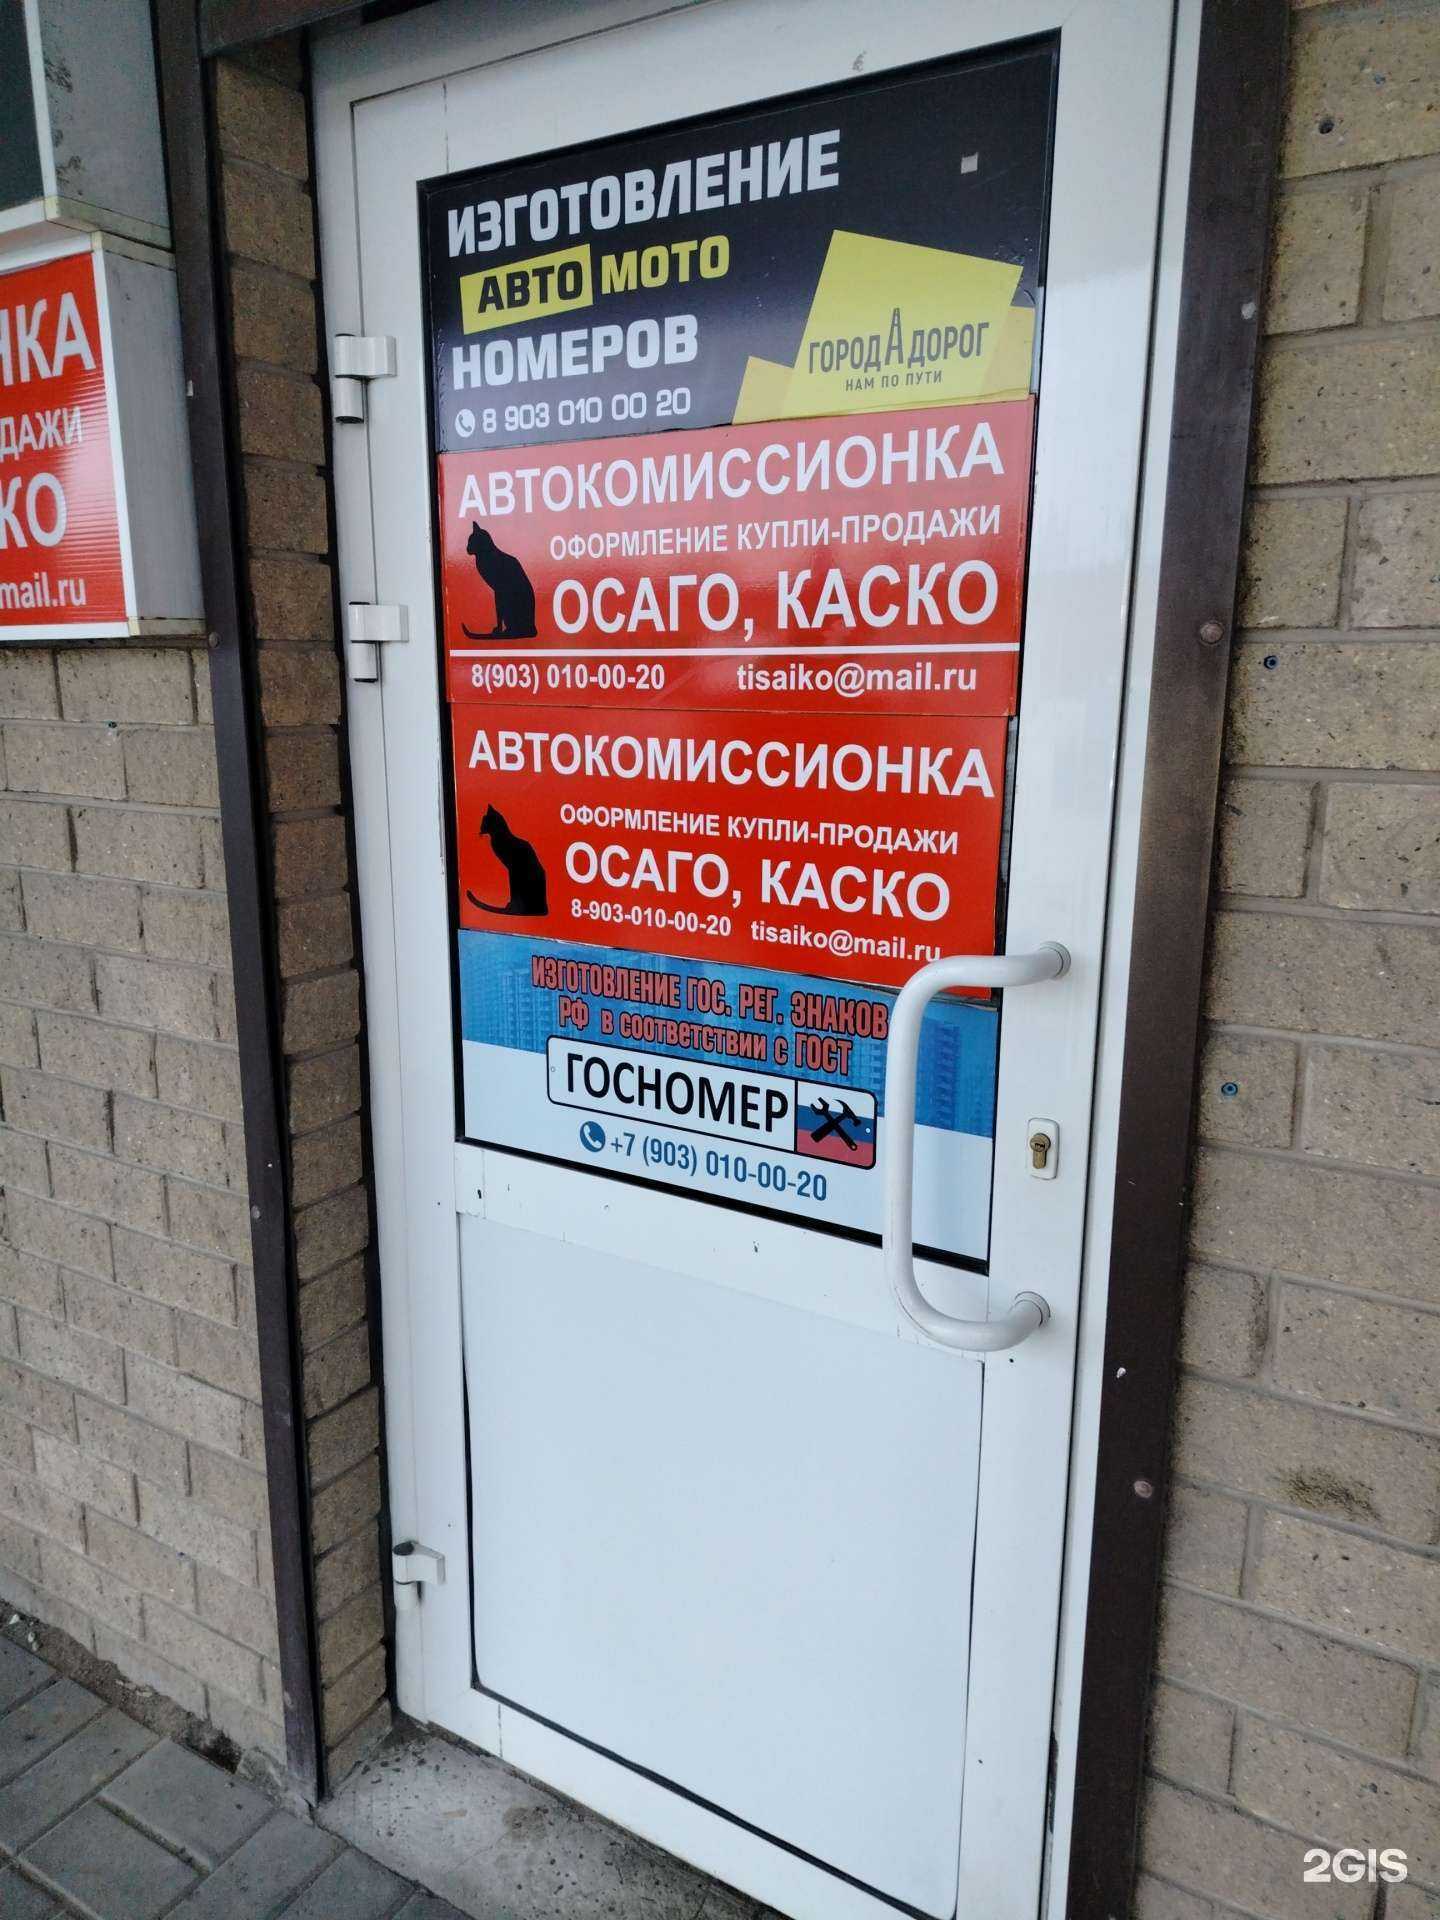 НКА
ДАЖИ
КО
mail.ru
ИЗГОТОВЛЕНИЕ
АВТО МОТО
НОМЕРОВ
8 903 010 00 20
ГОРОД А ДОРОГ
НАМ ПО ПУТИ
АВТОКОМИССИОНКА
ОФОРМЛЕНИЕ КУПЛИ-ПРОДАЖИ
ОСАГО, КАСКО
8(903) 010-00-20 tisaiko@mail.ru
АВТОКОМИССИОНКА
ОФОРМЛЕНИЕ КУПЛИ-ПРОДАЖИ
ОСАГО, КАСКО
8-903-010-00-20 tisaiko@mail.ru
ИЗГОТОВЛЕНИЕ ГОС. РЕГ. ЗНАКОВ
РФ В СООТВЕТСТВИИ С ГОСТ
ГОСНОМЕР
+7 (903) 010-00-20
2GIS